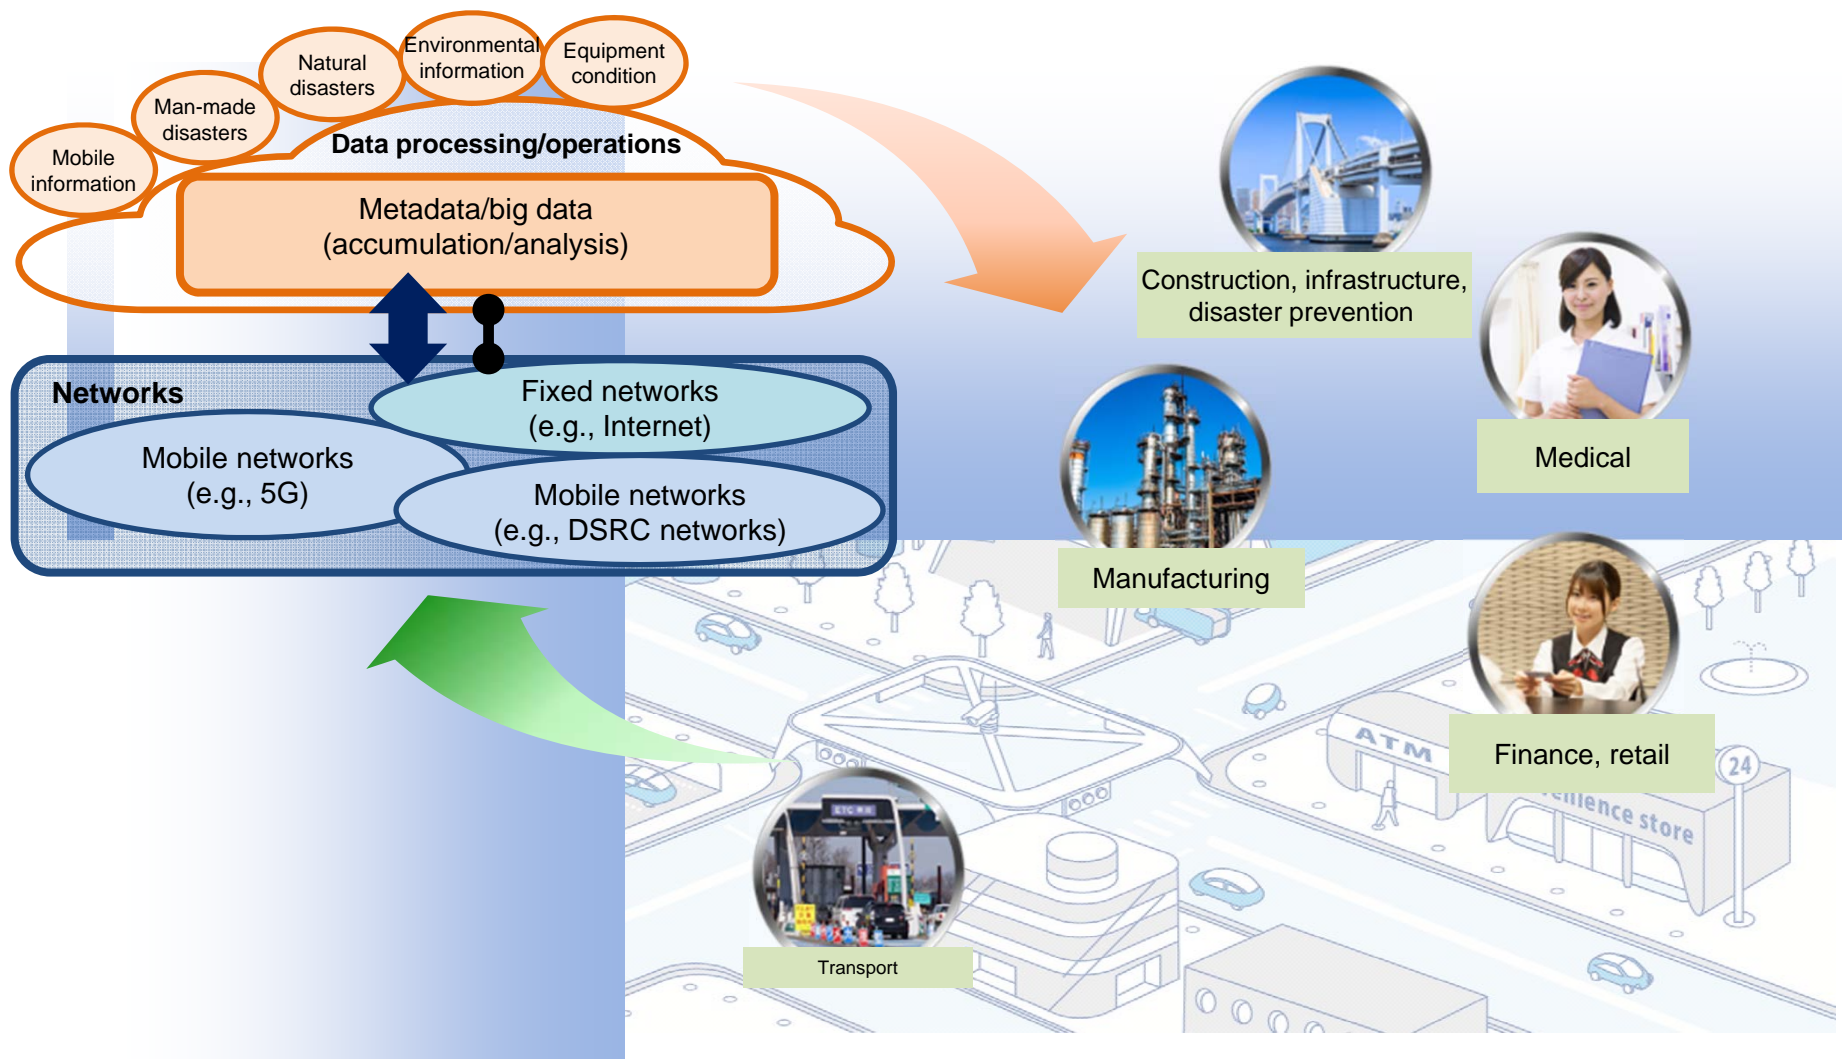 Environmental
information
Equipment
condition
Natural
disasters
Man-made
disasters
Mobile
information
Data processing/operations
Metadata/big data
(accumulation/analysis)
Networks
Fixed networks
(e.g., Internet)
Mobile networks
(e.g., 5G)
Mobile networks
(e.g., DSRC networks)
Construction, infrastructure,
disaster prevention
Medical
Manufacturing
Finance, retail
ATM
24
store
ETC
Transport